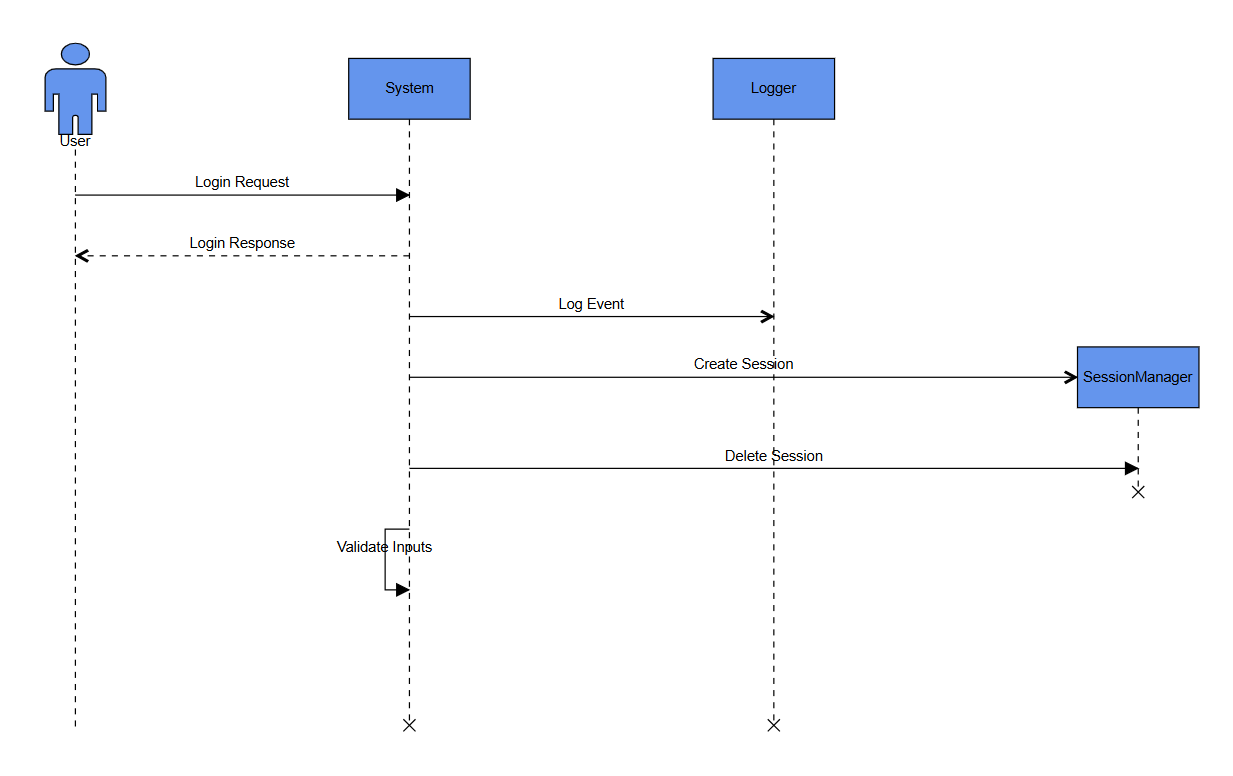 System
Logger
User
Login Request
Login Response
Log Event
Create Session
SessionManager
Delete Session
Validate Inputs